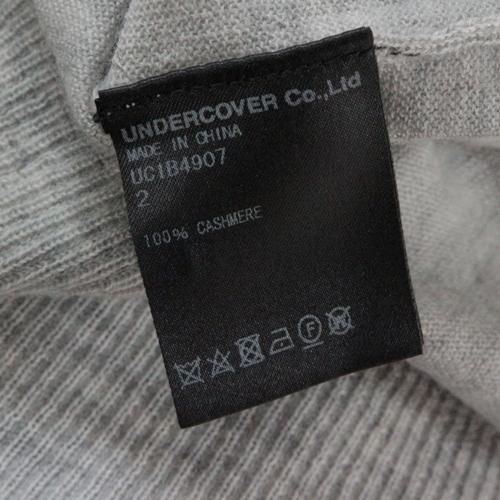 UNDERCOVER Co.,Ltd
MADE IN CHINA
UC1B4907
2
100% CASHMERE
F
W